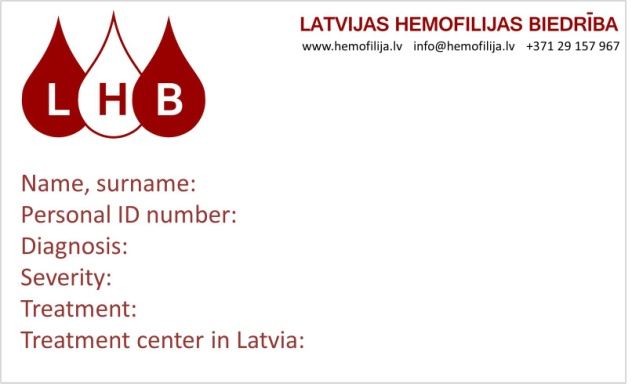 LATVIJAS HEMOFILIJAS BIEDRĪBA
www.hemofilija.lv info@hemofilija.lv +371 29 157 967
L H B
Name, surname:
Personal ID number:
Diagnosis:
Severity:
Treatment:
Treatment center in Latvia: